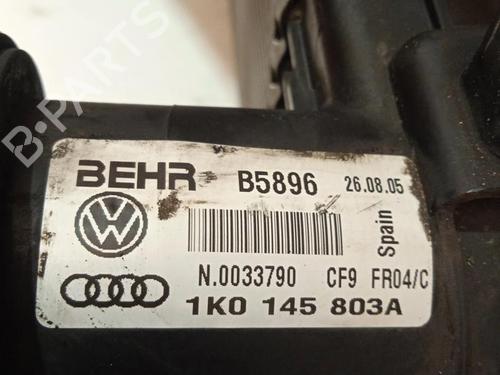 B-PARTS
BEHR B5896 26.08.05
Spain
N.0033790 CF9 FR04/C
1K0 145 803A